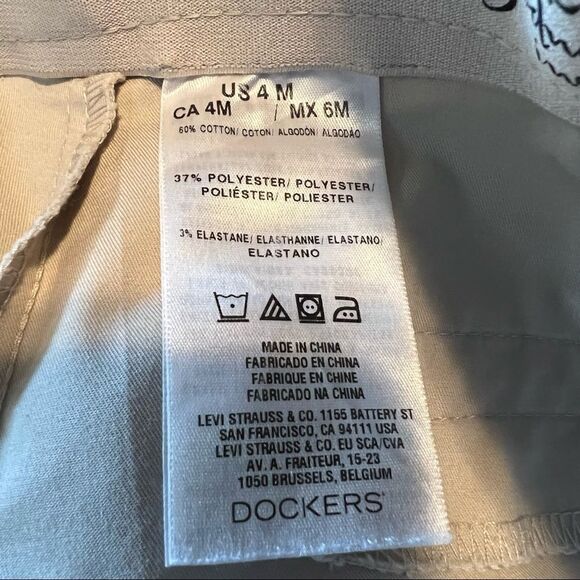 US 4 M
CA 4M / MX 6M
60% COTTON/ COTON/ ALGODÓN/ ALGODÃO
37% POLYESTER/ POLYESTER/
POLIÉSTER/ POLIESTER
3% ELASTANE/ ELASTHANNE/ ELASTANO/
ELASTANO
MADE IN CHINA
FABRICADO EN CHINA
FABRIQUE EN CHINE
FABRICADO NA CHINA
LEVI STRAUSS & CO. 1155 BATTERY ST
SAN FRANCISCO, CA 94111 USA
LEVI STRAUSS & CO. EU SCA/CVA
AV. A. FRAITEUR, 15-23
1050 BRUSSELS, BELGIUM
DOCKERS